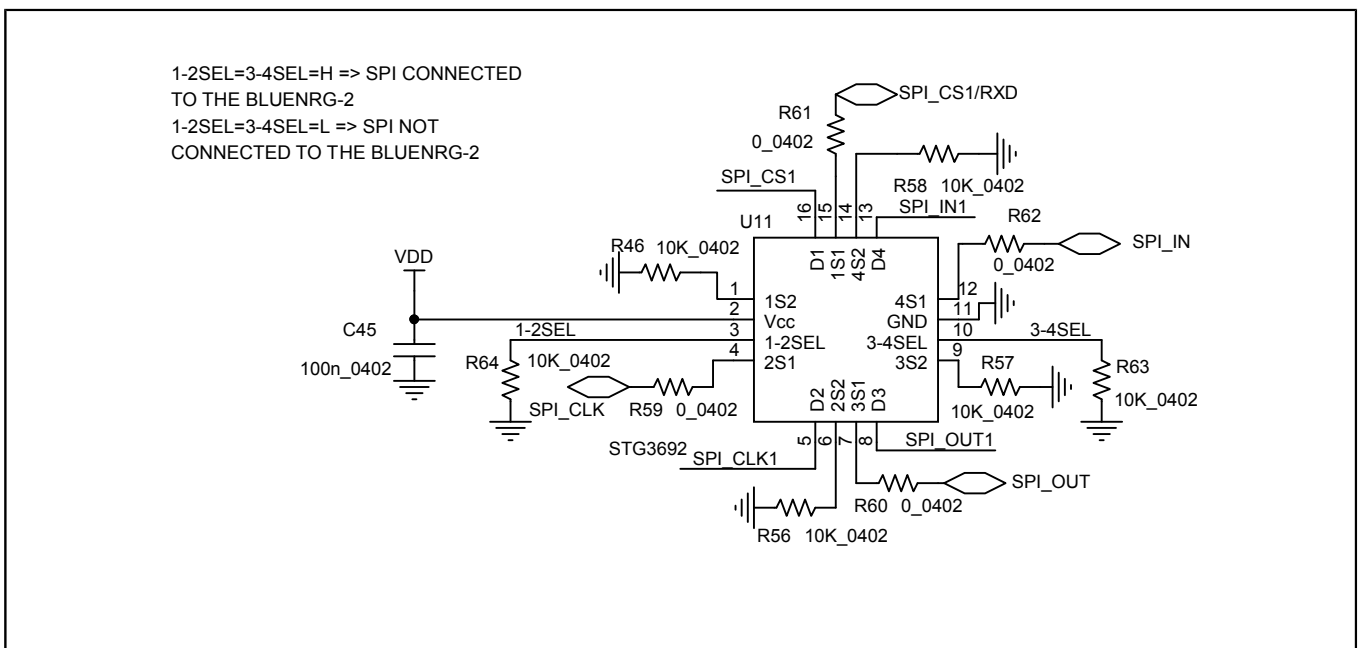 1-2SEL=3-4SEL=H => SPI CONNECTED
TO THE BLUENRG-2
1-2SEL=3-4SEL=L => SPI NOT
CONNECTED TO THE BLUENRG-2
SPI_CS1/RXD
R61
0_0402
SPI_CS1
R58 10K_0402
16
15
14
13
SPI_IN1
U11
R62
0_0402
SPI_IN
R46 10K_0402
D1
1S1
4S2
D4
VDD
1
1S2
4S1
12
2
Vcc
GND
11
C45
100n_0402
1-2SEL
3
1-2SEL
3-4SEL
10
3-4SEL
R64 10K_0402
4
2S1
3S2
9
R57
10K_0402
R63
10K_0402
SPI_CLK
R59 0_0402
D2
2S2
3S1
D3
STG3692
SPI_CLK1
5
6
7
8
SPI_OUT1
R60 0_0402
SPI_OUT
R56 10K_0402